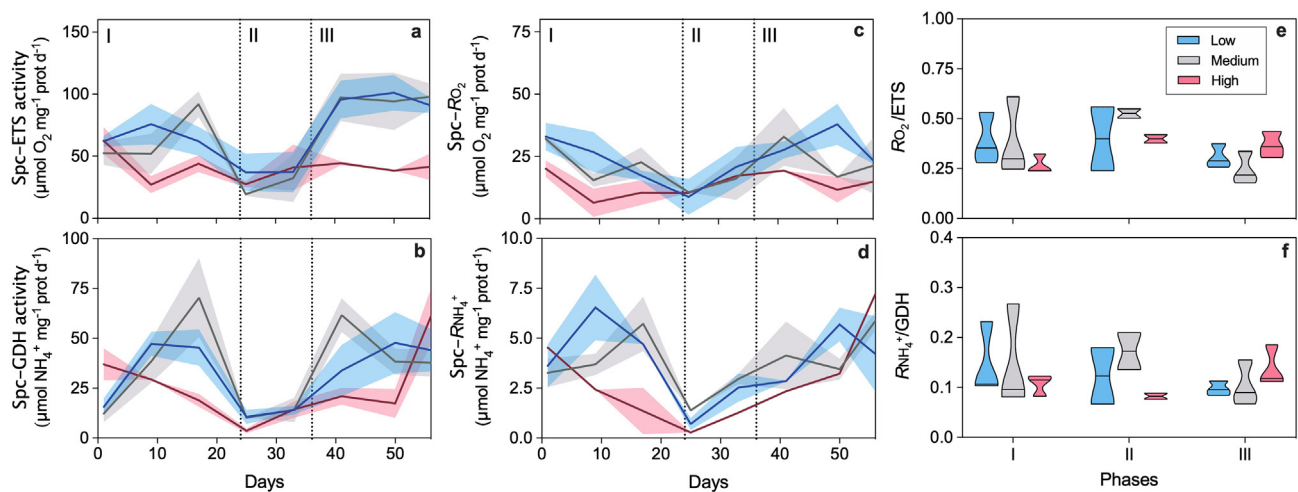 I
II
III
a
Spc–ETS activity
(µmol O₂ mg⁻¹ prot d⁻¹)
150
100
50
0
b
Spc–GDH activity
(µmol NH₄⁺ mg⁻¹ prot d⁻¹)
100
75
50
25
0
0 10 20 30 40 50
Days
I
II
III
c
Spc–RO₂
(µmol O₂ mg⁻¹ prot d⁻¹)
75
50
25
0
d
Spc–RNH₄⁺
(µmol NH₄⁺ mg⁻¹ prot d⁻¹)
10.0
7.5
5.0
2.5
0.0
0 10 20 30 40 50
Days
e
Low
Medium
High
RO₂/ETS
1.00
0.75
0.50
0.25
0.00
f
RNH₄⁺/GDH
0.4
0.3
0.2
0.1
0.0
I II III
Phases